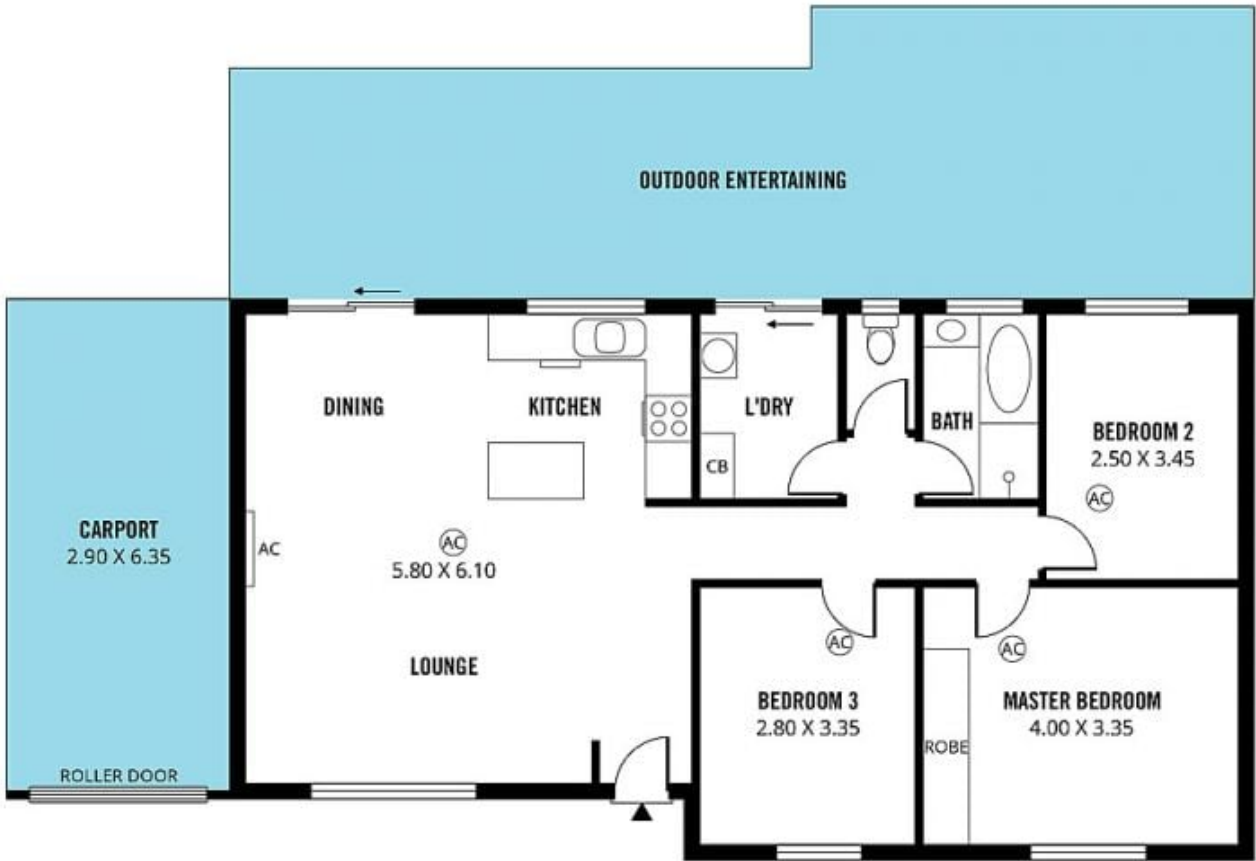 OUTDOOR ENTERTAINING
DINING
KITCHEN
L'DRY
CB
BATH
BEDROOM 2
2.50 X 3.45
AC
CARPORT
2.90 X 6.35
AC
AC
5.80 X 6.10
LOUNGE
AC
BEDROOM 3
2.80 X 3.35
AC
MASTER BEDROOM
4.00 X 3.35
ROBE
ROLLER DOOR